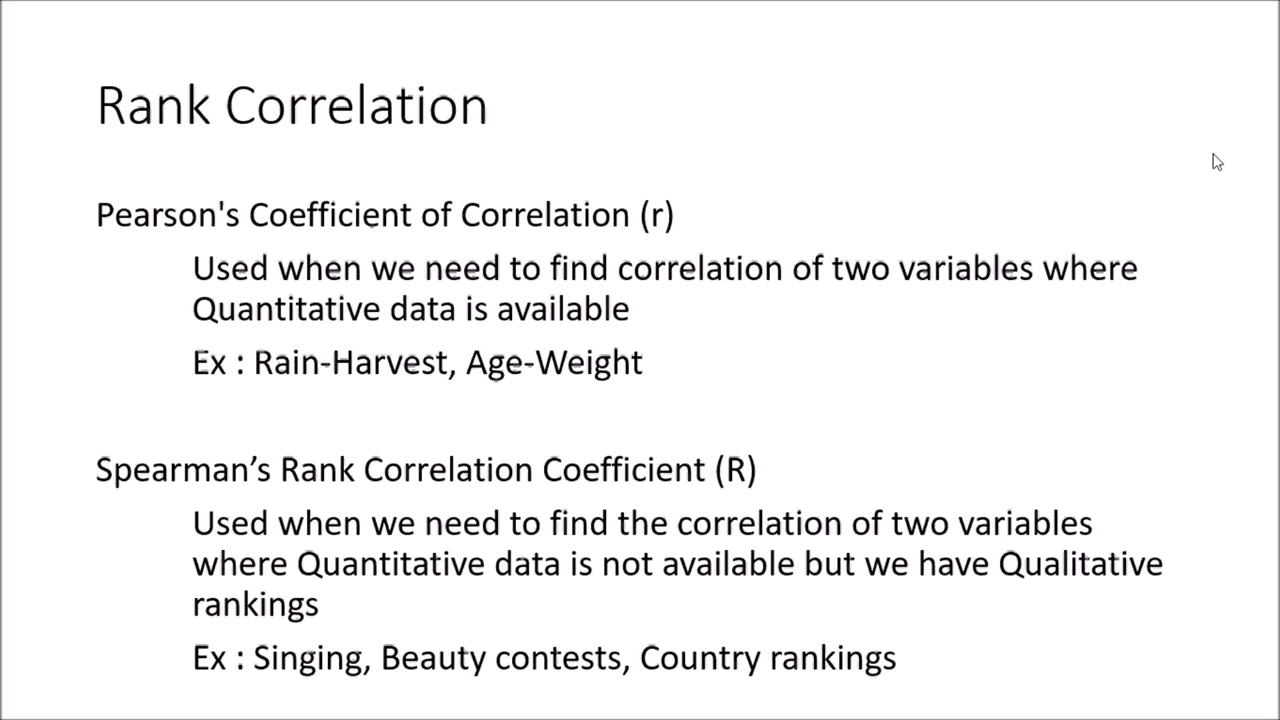 Rank Correlation
Pearson's Coefficient of Correlation (r)
Used when we need to find correlation of two variables where
Quantitative data is available
Ex : Rain-Harvest, Age-Weight
Spearman’s Rank Correlation Coefficient (R)
Used when we need to find the correlation of two variables
where Quantitative data is not available but we have Qualitative
rankings
Ex : Singing, Beauty contests, Country rankings